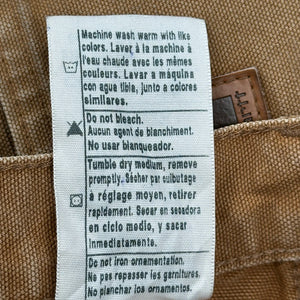 Machine wash warm with like
colors. Lavar à la machine à
l'eau chaude avec les mêmes
couleurs. Lavar a máquina
con agua tibia, junto a colores
similares.
Do not bleach.
Aucun agent de blanchiment.
No usar blanqueador.
Tumble dry medium, remove
promptly. Sécher par culbutage
à réglage moyen, retirer
rapidement. Secar en secadora
en ciclo medio, y sacar
inmediatamente.
Do not iron ornamentation.
Ne pas repasser les garnitures.
No planchar los ornamentos.